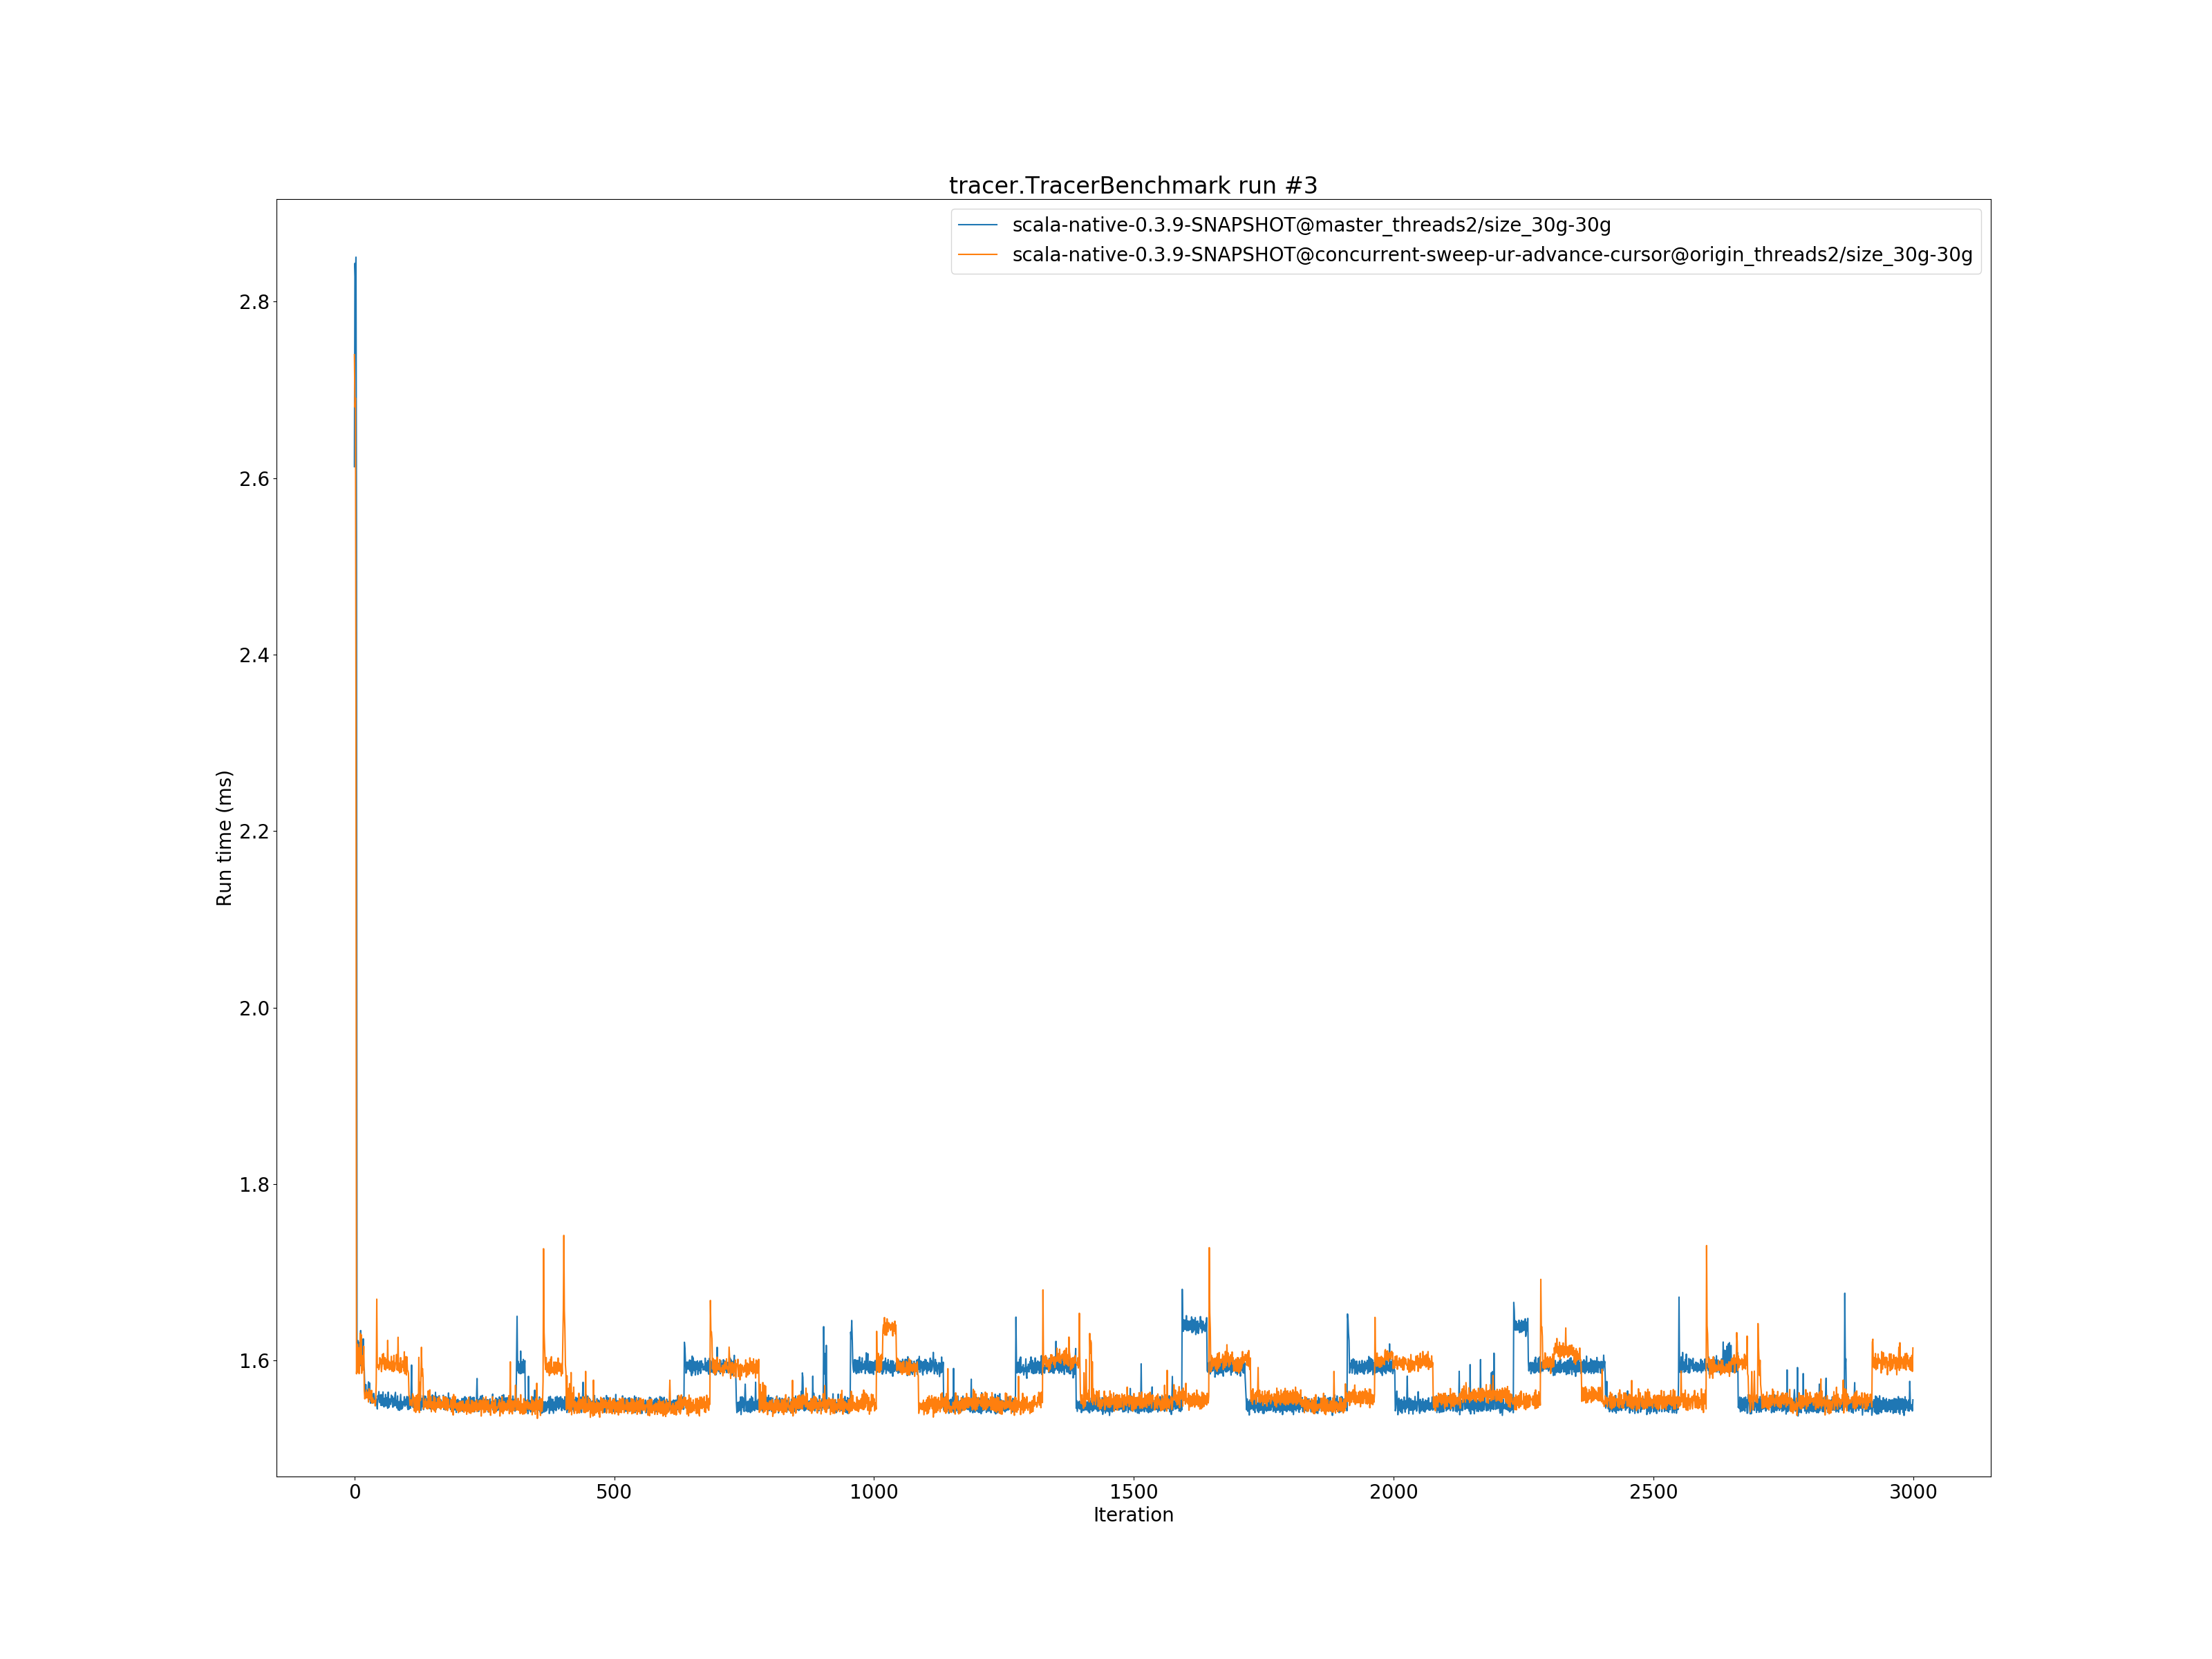 tracer.TracerBenchmark run #3
scala-native-0.3.9-SNAPSHOT@master_threads2/size_30g-30g
scala-native-0.3.9-SNAPSHOT@concurrent-sweep-ur-advance-cursor@origin_threads2/size_30g-30g
Run time (ms)
2.8
2.6
2.4
2.2
2.0
1.8
1.6
0 500 1000 1500 2000 2500 3000
Iteration